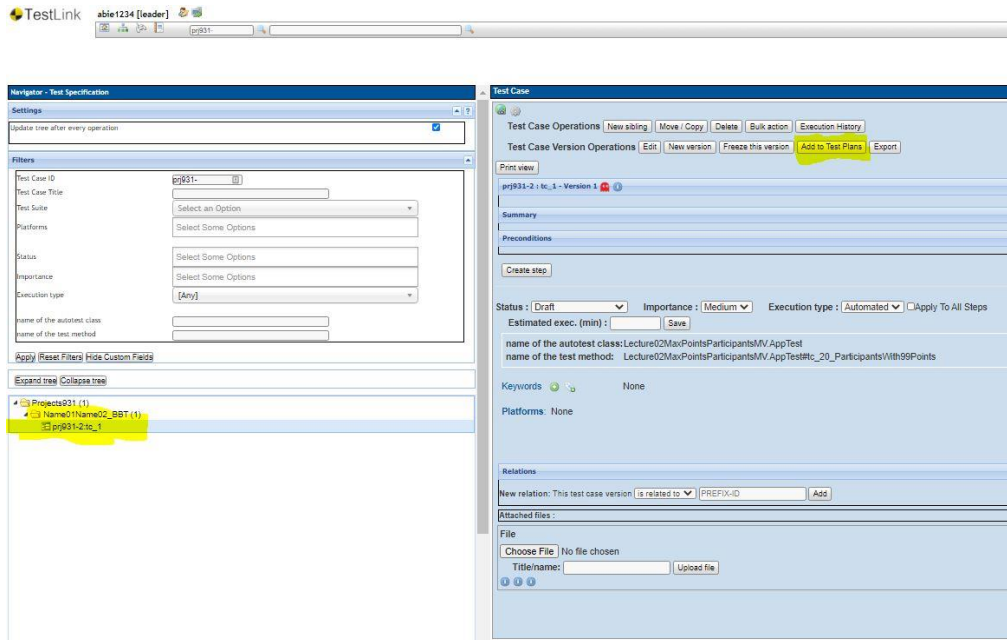 TestLink abie1234 [leader]
prj931-
Navigator - Test Specification
Settings
Update tree after every operation
Filters
Test Case ID prj931-
Test Case Title
Test Suite Select an Option
Platforms Select Some Options
Status Select Some Options
Importance Select Some Options
Execution type [Any]
name of the autotest class
name of the test method
Apply Reset Filters Hide Custom Fields
Expand tree Collapse tree
Projects931 (1)
Name01Name02_BBT (1)
prj931-2:tc_1
Test Case
Test Case Operations New sibling Move / Copy Delete Bulk action Execution History
Test Case Version Operations Edit New version Freeze this version Add to Test Plans Export
Print view
prj931-2 : tc_1 - Version 1
Summary
Preconditions
Create step
Status : Draft Importance : Medium Execution type : Automated Apply To All Steps
Estimated exec. (min) : Save
name of the autotest class: Lecture02MaxPointsParticipantsMV.AppTest
name of the test method: Lecture02MaxPointsParticipantsMV.AppTest#tc_20_ParticipantsWith99Points
Keywords None
Platforms: None
Relations
New relation: This test case version is related to PREFIX-ID Add
Attached files :
File
Choose File No file chosen
Title/name: Upload file